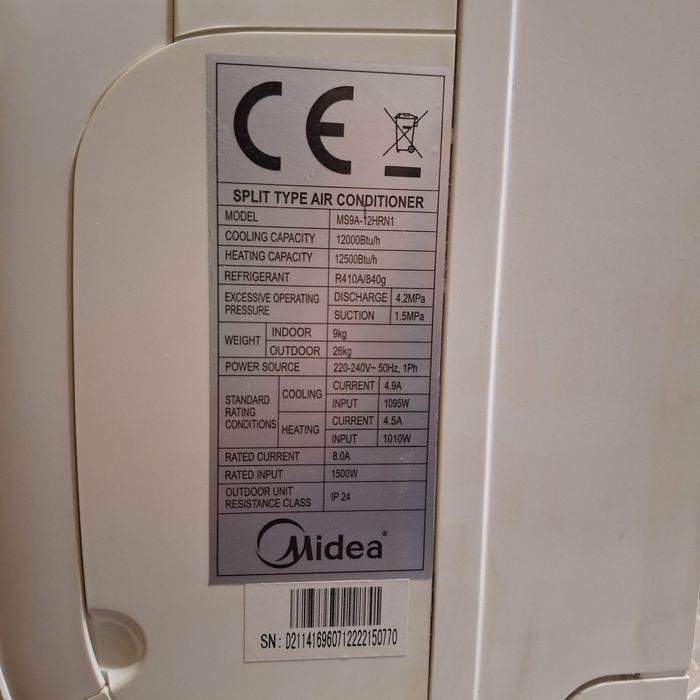 CE
SPLIT TYPE AIR CONDITIONER
MODEL MS9A-12HRN1
COOLING CAPACITY 12000Btu/h
HEATING CAPACITY 12500Btu/h
REFRIGERANT R410A/840g
EXCESSIVE OPERATING PRESSURE DISCHARGE 4.2MPa
SUCTION 1.5MPa
WEIGHT INDOOR 9kg
OUTDOOR 26kg
POWER SOURCE 220-240V~ 50Hz, 1Ph
STANDARD RATING CONDITIONS COOLING CURRENT 4.9A
INPUT 1095W
HEATING CURRENT 4.5A
INPUT 1010W
RATED CURRENT 8.0A
RATED INPUT 1500W
OUTDOOR UNIT RESISTANCE CLASS IP 24
Midea®
SN: D211416960712222150770